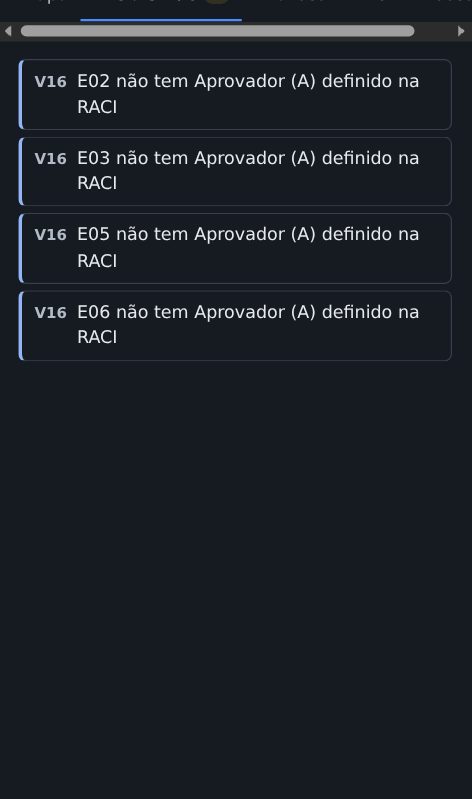 V16 E02 não tem Aprovador (A) definido na
RACI
V16 E03 não tem Aprovador (A) definido na
RACI
V16 E05 não tem Aprovador (A) definido na
RACI
V16 E06 não tem Aprovador (A) definido na
RACI